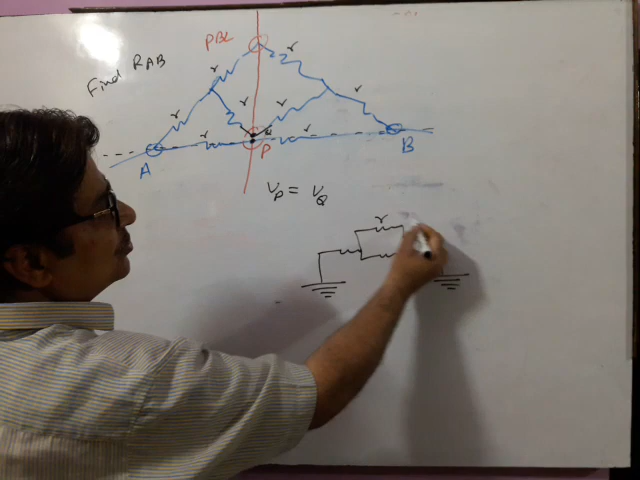 Find RAB
PBL
r r
r r r r
r r
A P B
VP = VQ
r